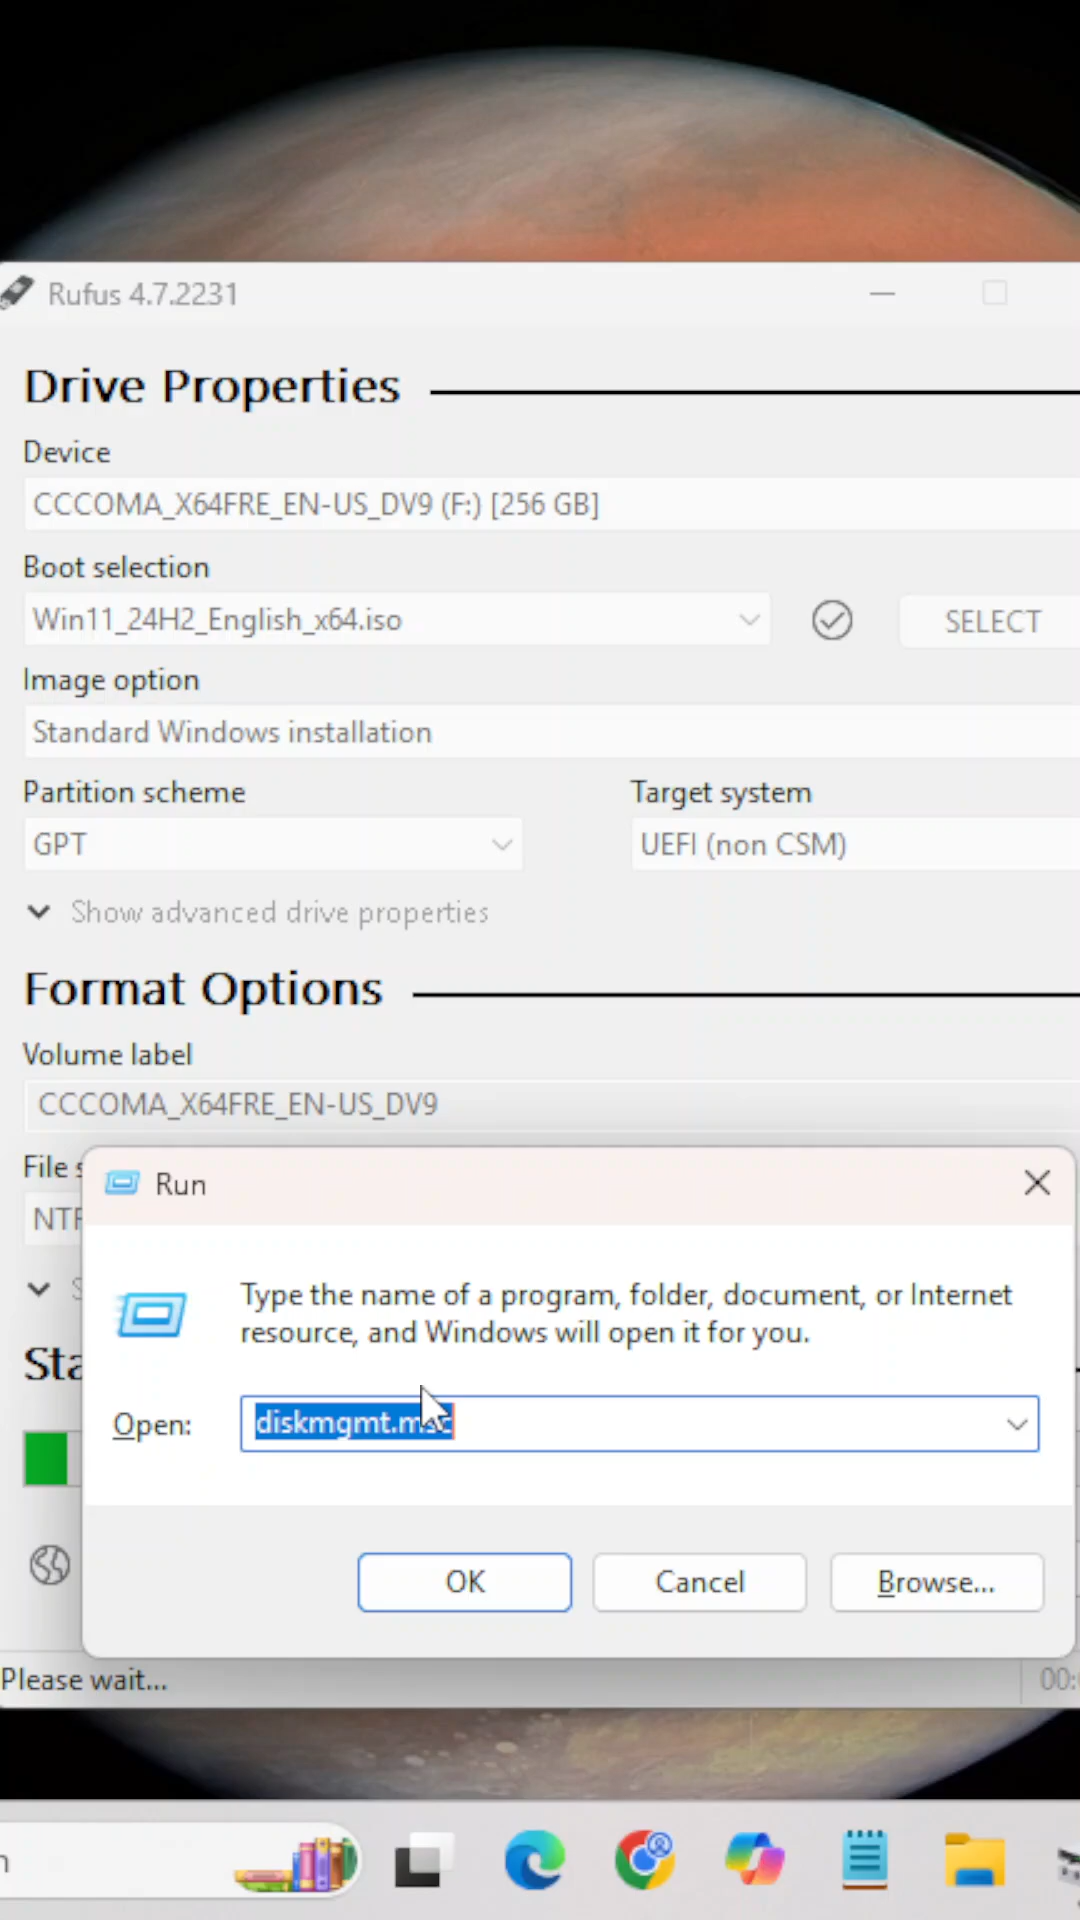 Rufus 4.7.2231
Drive Properties
Device
CCCOMA_X64FRE_EN-US_DV9 (F:) [256 GB]
Boot selection
Win11_24H2_English_x64.iso
SELECT
Image option
Standard Windows installation
Partition scheme
Target system
GPT
UEFI (non CSM)
Show advanced drive properties
Format Options
Volume label
CCCOMA_X64FRE_EN-US_DV9
File s
NTF
Run
Type the name of a program, folder, document, or Internet
resource, and Windows will open it for you.
Sta
Open:
diskmgmt.msc
OK
Cancel
Browse...
Please wait...
00: